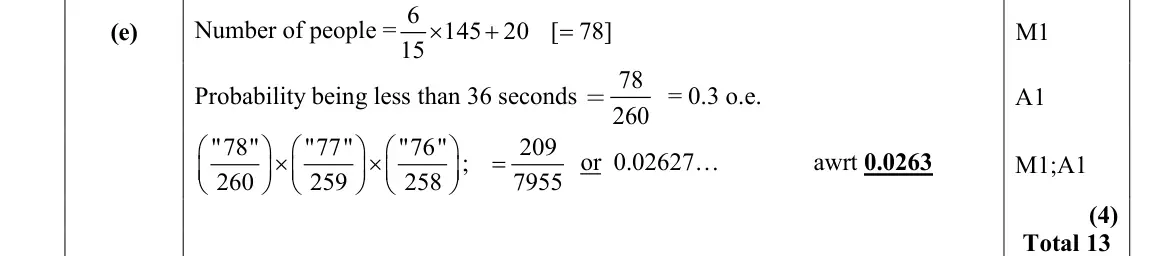 (e) Number of people = 6/15 × 145 + 20 [= 78] M1
Probability being less than 36 seconds = 78/260 = 0.3 o.e. A1
("78"/260) × ("77"/259) × ("76"/258); = 209/7955 or 0.02627… awrt 0.0263 M1;A1
(4)
Total 13